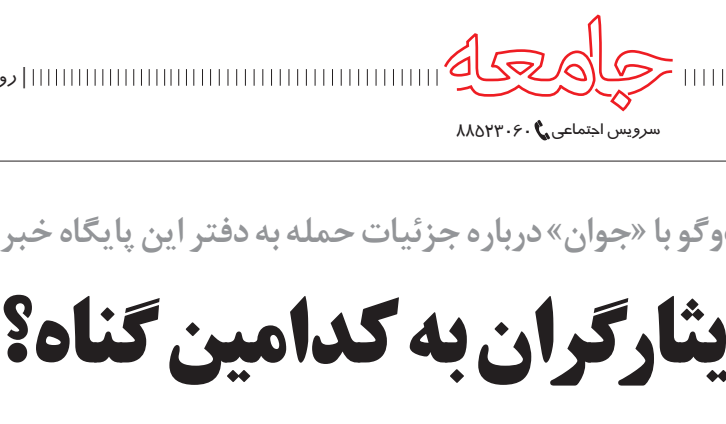 جامعه
| رو
سرویس اجتماعی ۸۸۵۲۳۰۶۰
وگو با «جوان» درباره جزئیات حمله به دفتر این پایگاه خبر
یثارگران به کدامین گناه؟